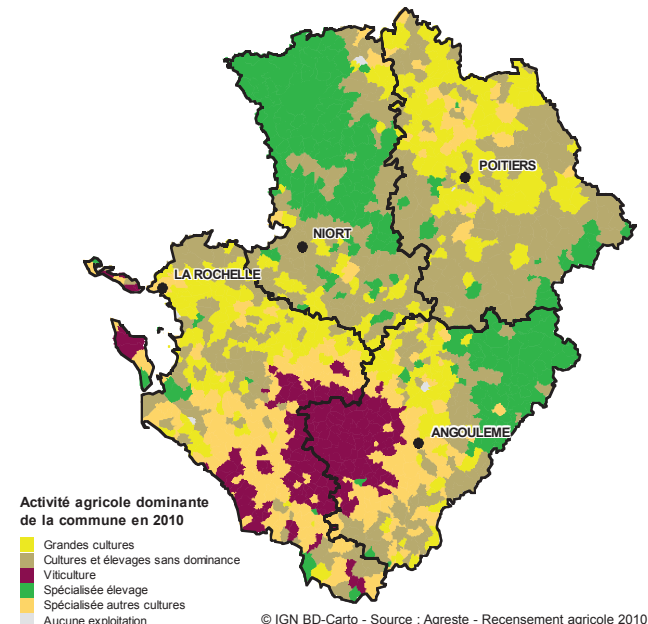 POITIERS
NIORT
LA ROCHELLE
ANGOULEME
Activité agricole dominante
de la commune en 2010
Grandes cultures
Cultures et élevages sans dominance
Viticulture
Spécialisée élevage
Spécialisée autres cultures
Aucune exploitation
© IGN BD-Carto - Source : Agreste - Recensement agricole 2010